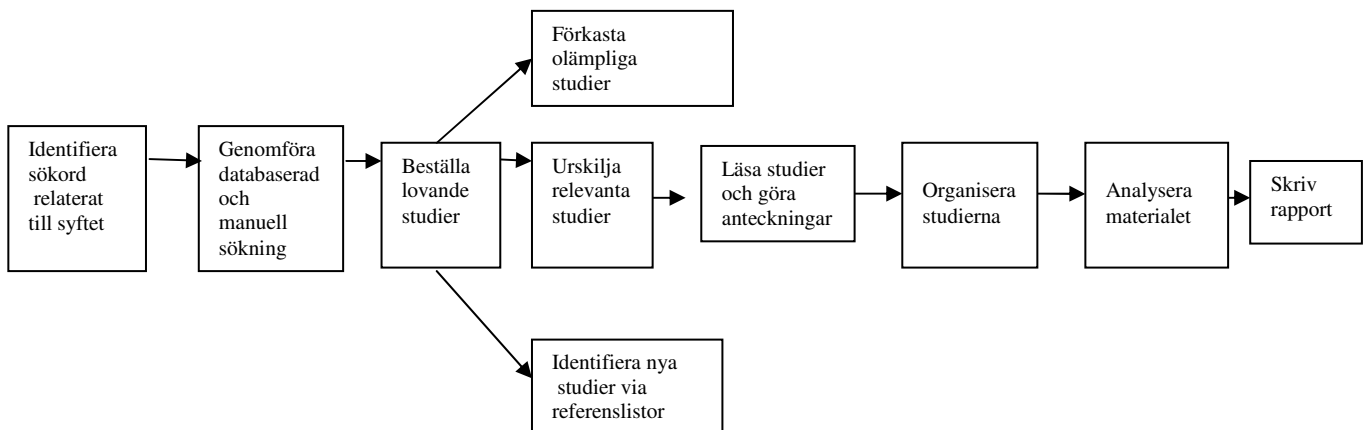 Förkasta
olämpliga
studier
Identifiera
sökord
relaterat
till syftet
Genomföra
databaserad
och
manuell
sökning
Beställa
lovande
studier
Urskilja
relevanta
studier
Läsa studier
och göra
anteckningar
Organisera
studierna
Analysera
materialet
Skriv
rapport
Identifiera nya
studier via
referenslistor